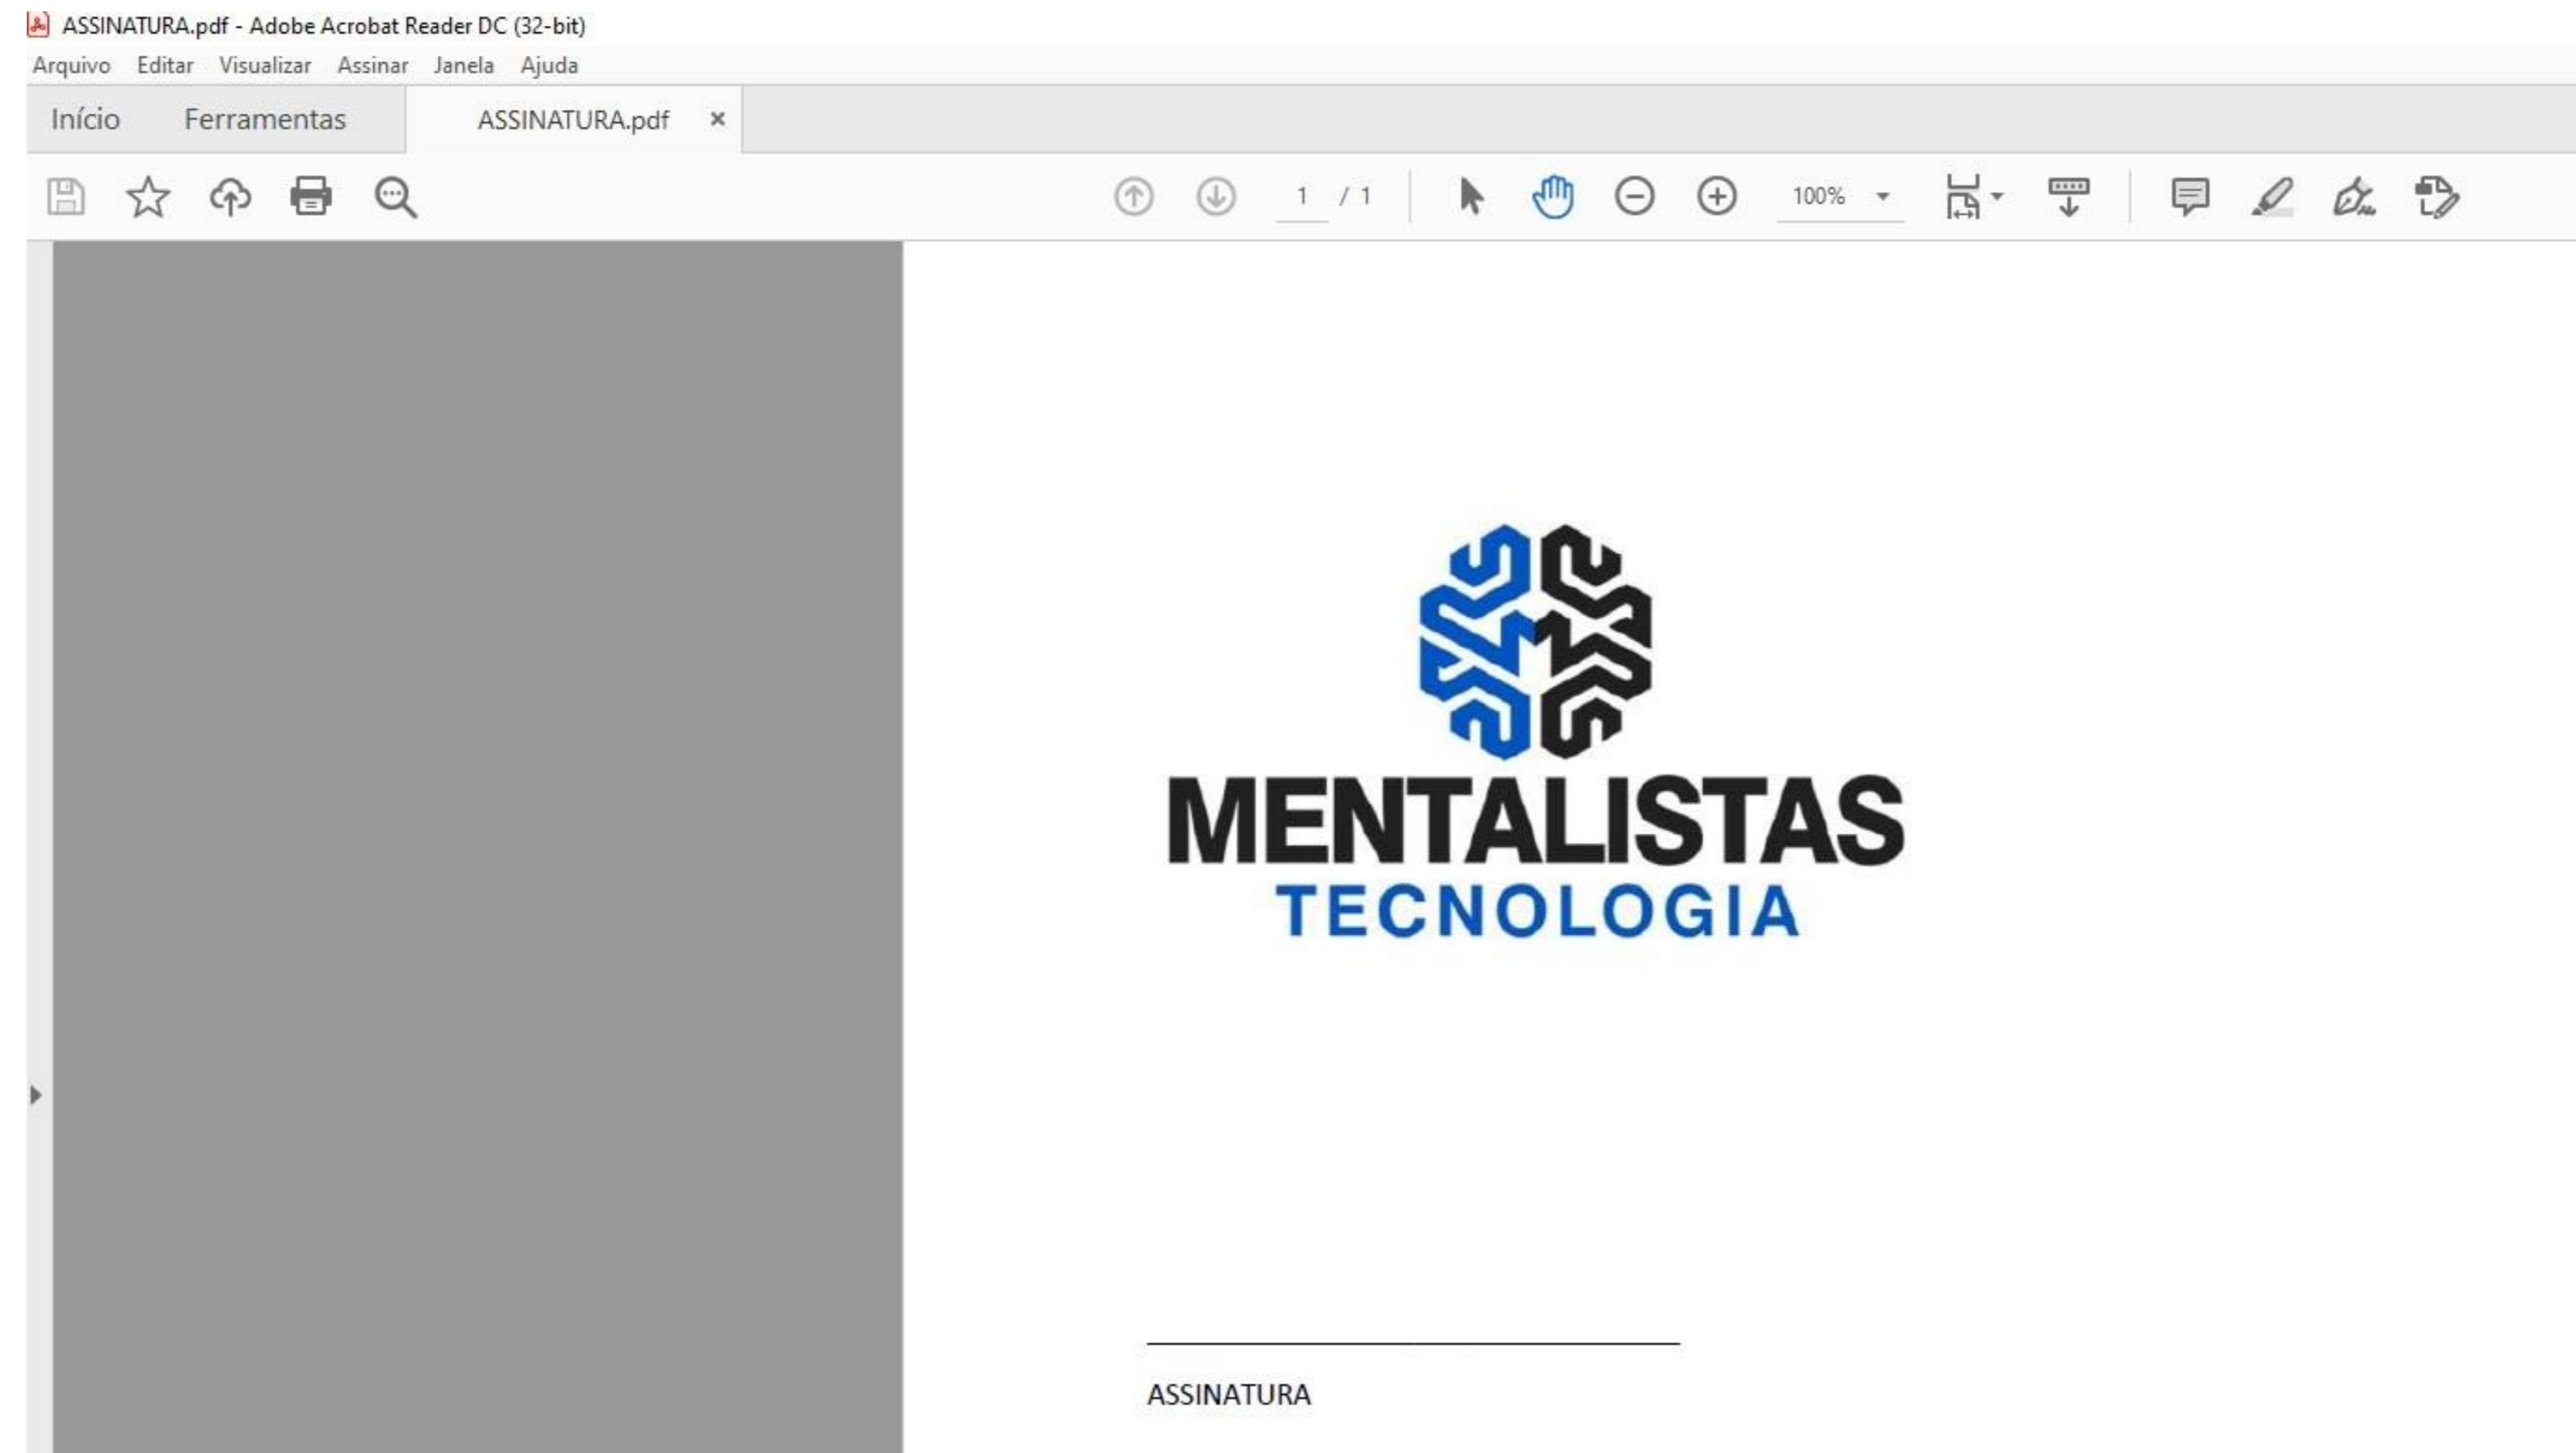 ASSINATURA.pdf - Adobe Acrobat Reader DC (32-bit)
Arquivo Editar Visualizar Assinar Janela Ajuda
Início Ferramentas ASSINATURA.pdf ×
1 / 1 100%
MENTALISTAS
TECNOLOGIA
ASSINATURA